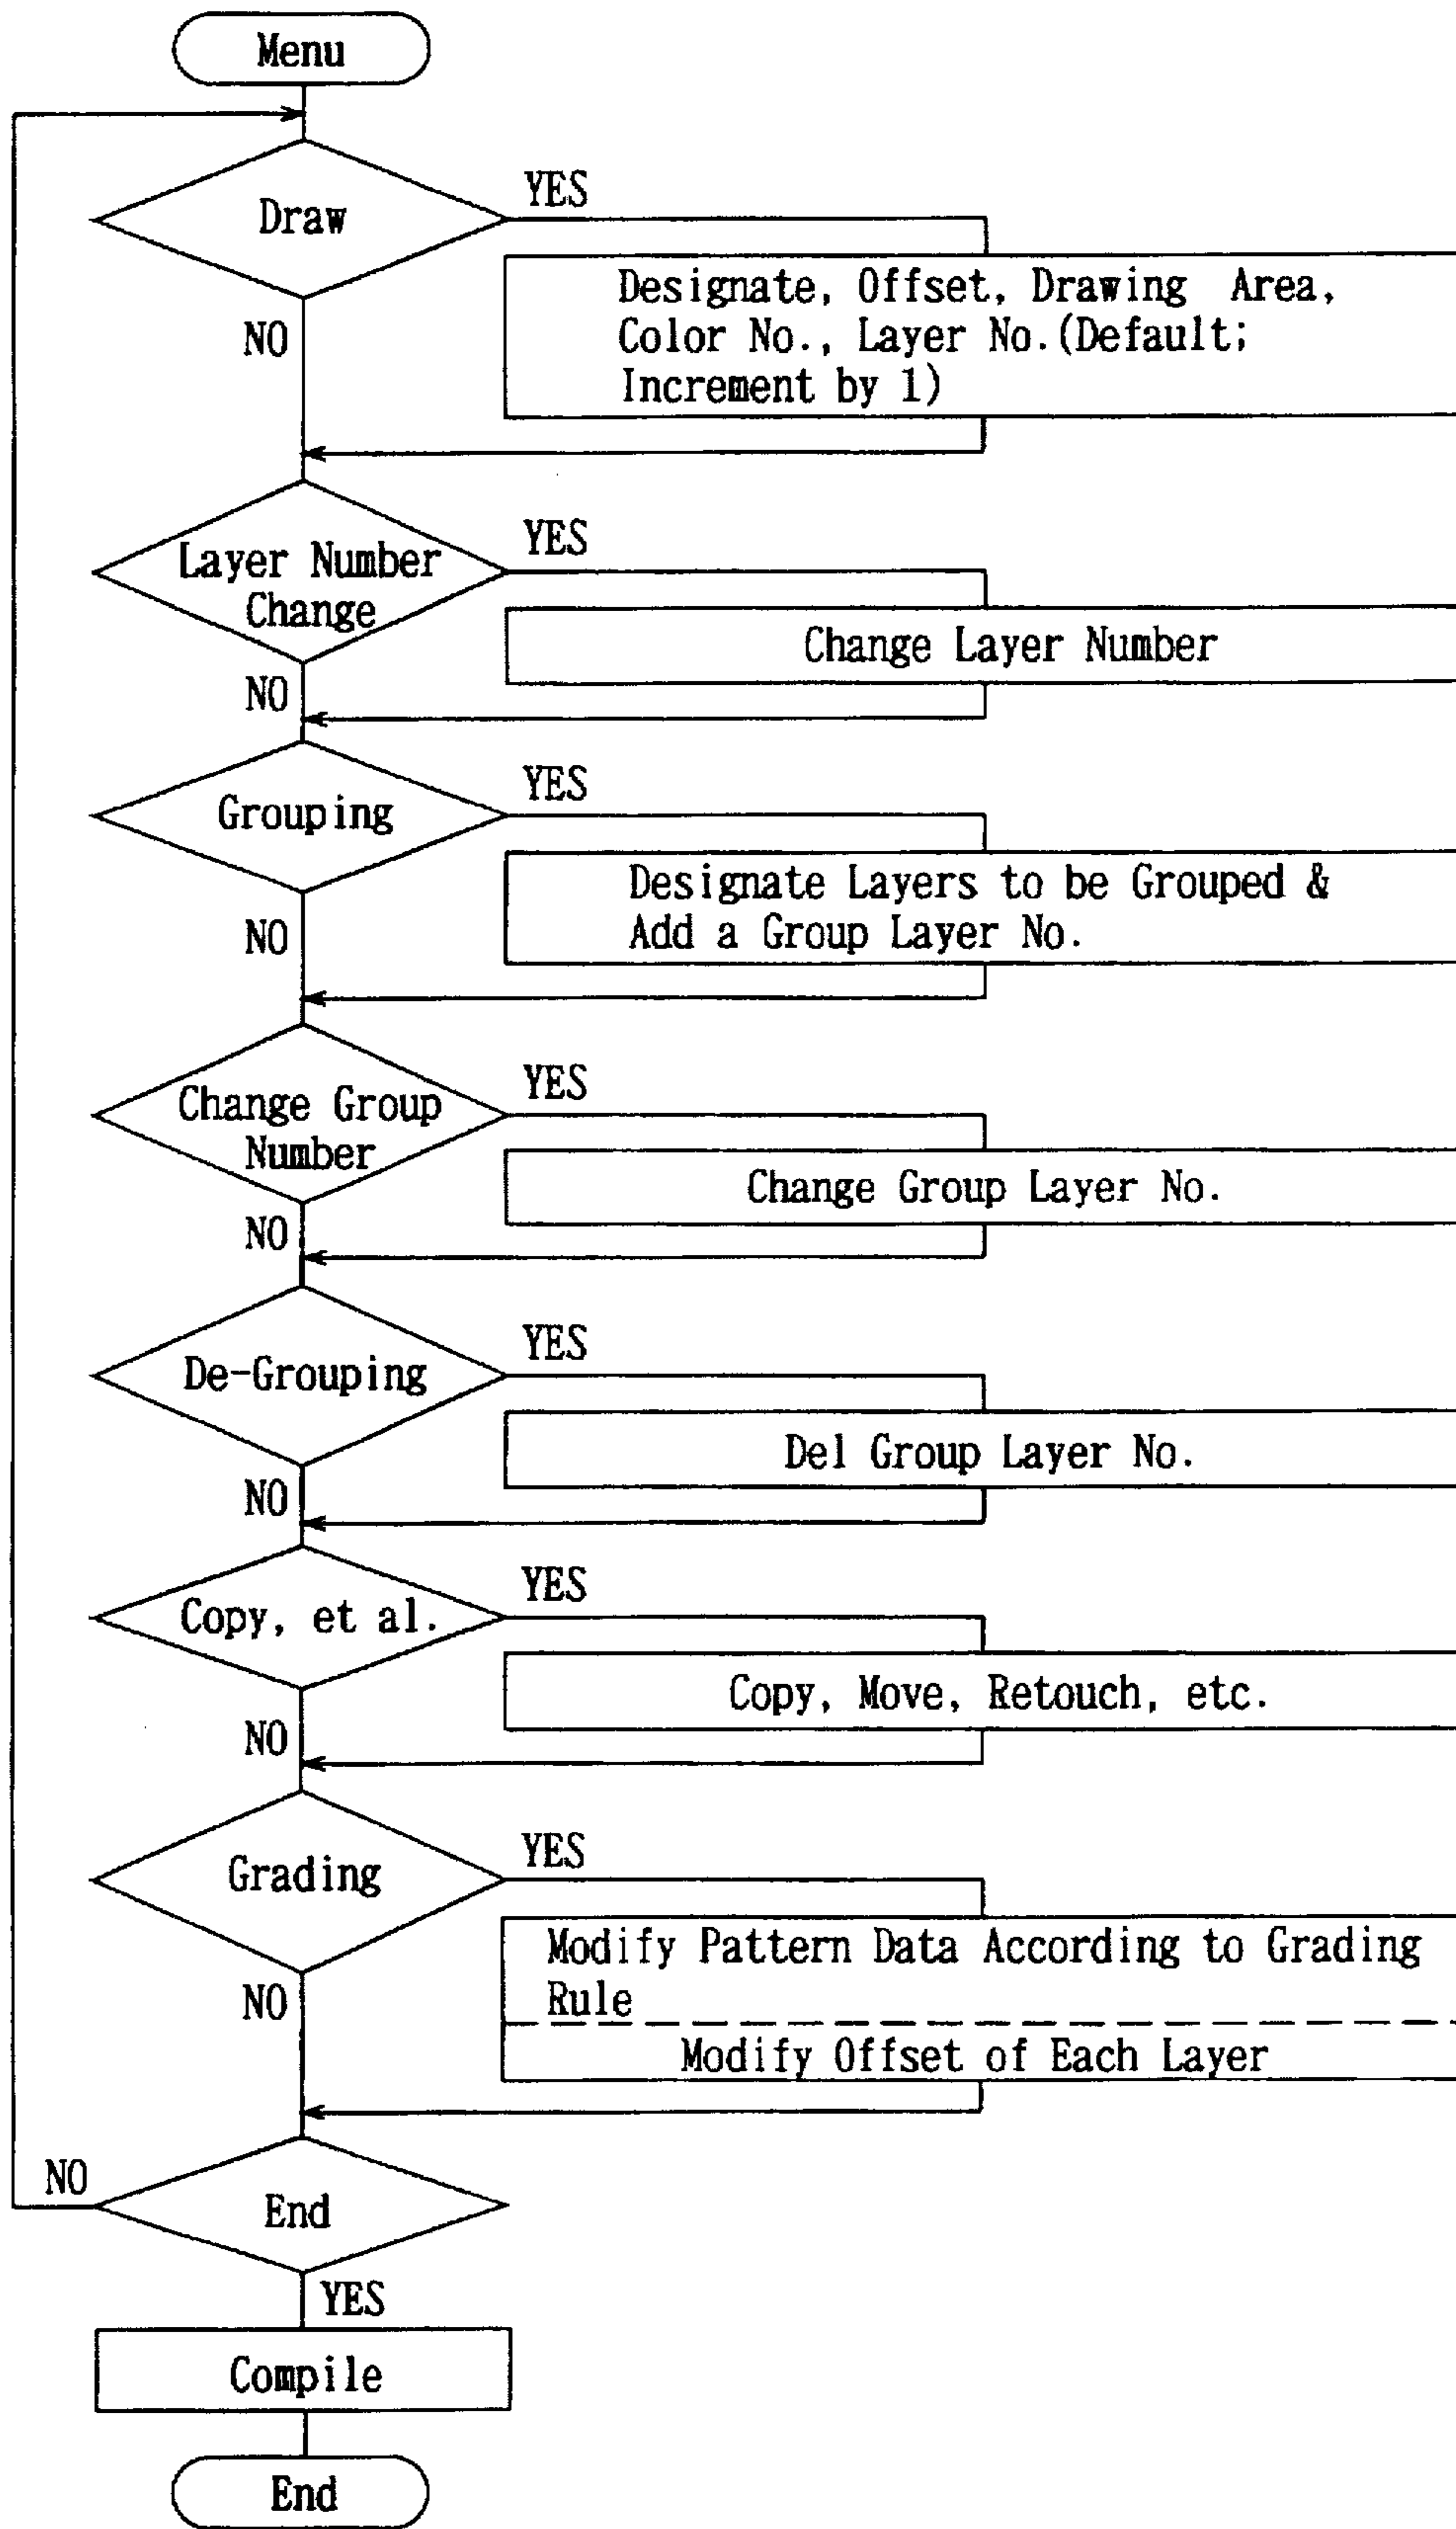 Menu
Draw
YES
Designate, Offset, Drawing Area,
Color No., Layer No.(Default;
Increment by 1)
NO
Layer Number
Change
YES
Change Layer Number
NO
Grouping
YES
Designate Layers to be Grouped &
Add a Group Layer No.
NO
Change Group
Number
YES
Change Group Layer No.
NO
De-Grouping
YES
Del Group Layer No.
NO
Copy, et al.
YES
Copy, Move, Retouch, etc.
NO
Grading
YES
Modify Pattern Data According to Grading
Rule
Modify Offset of Each Layer
NO
End
NO
YES
Compile
End